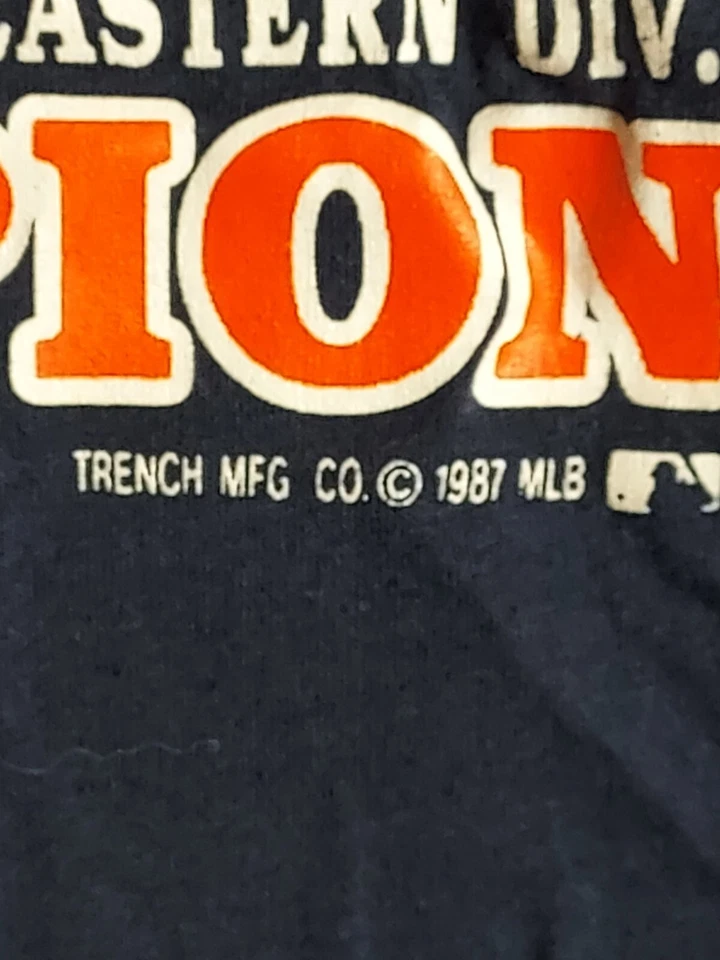 EASTERN DIV.
PION
TRENCH MFG CO. © 1987 MLB